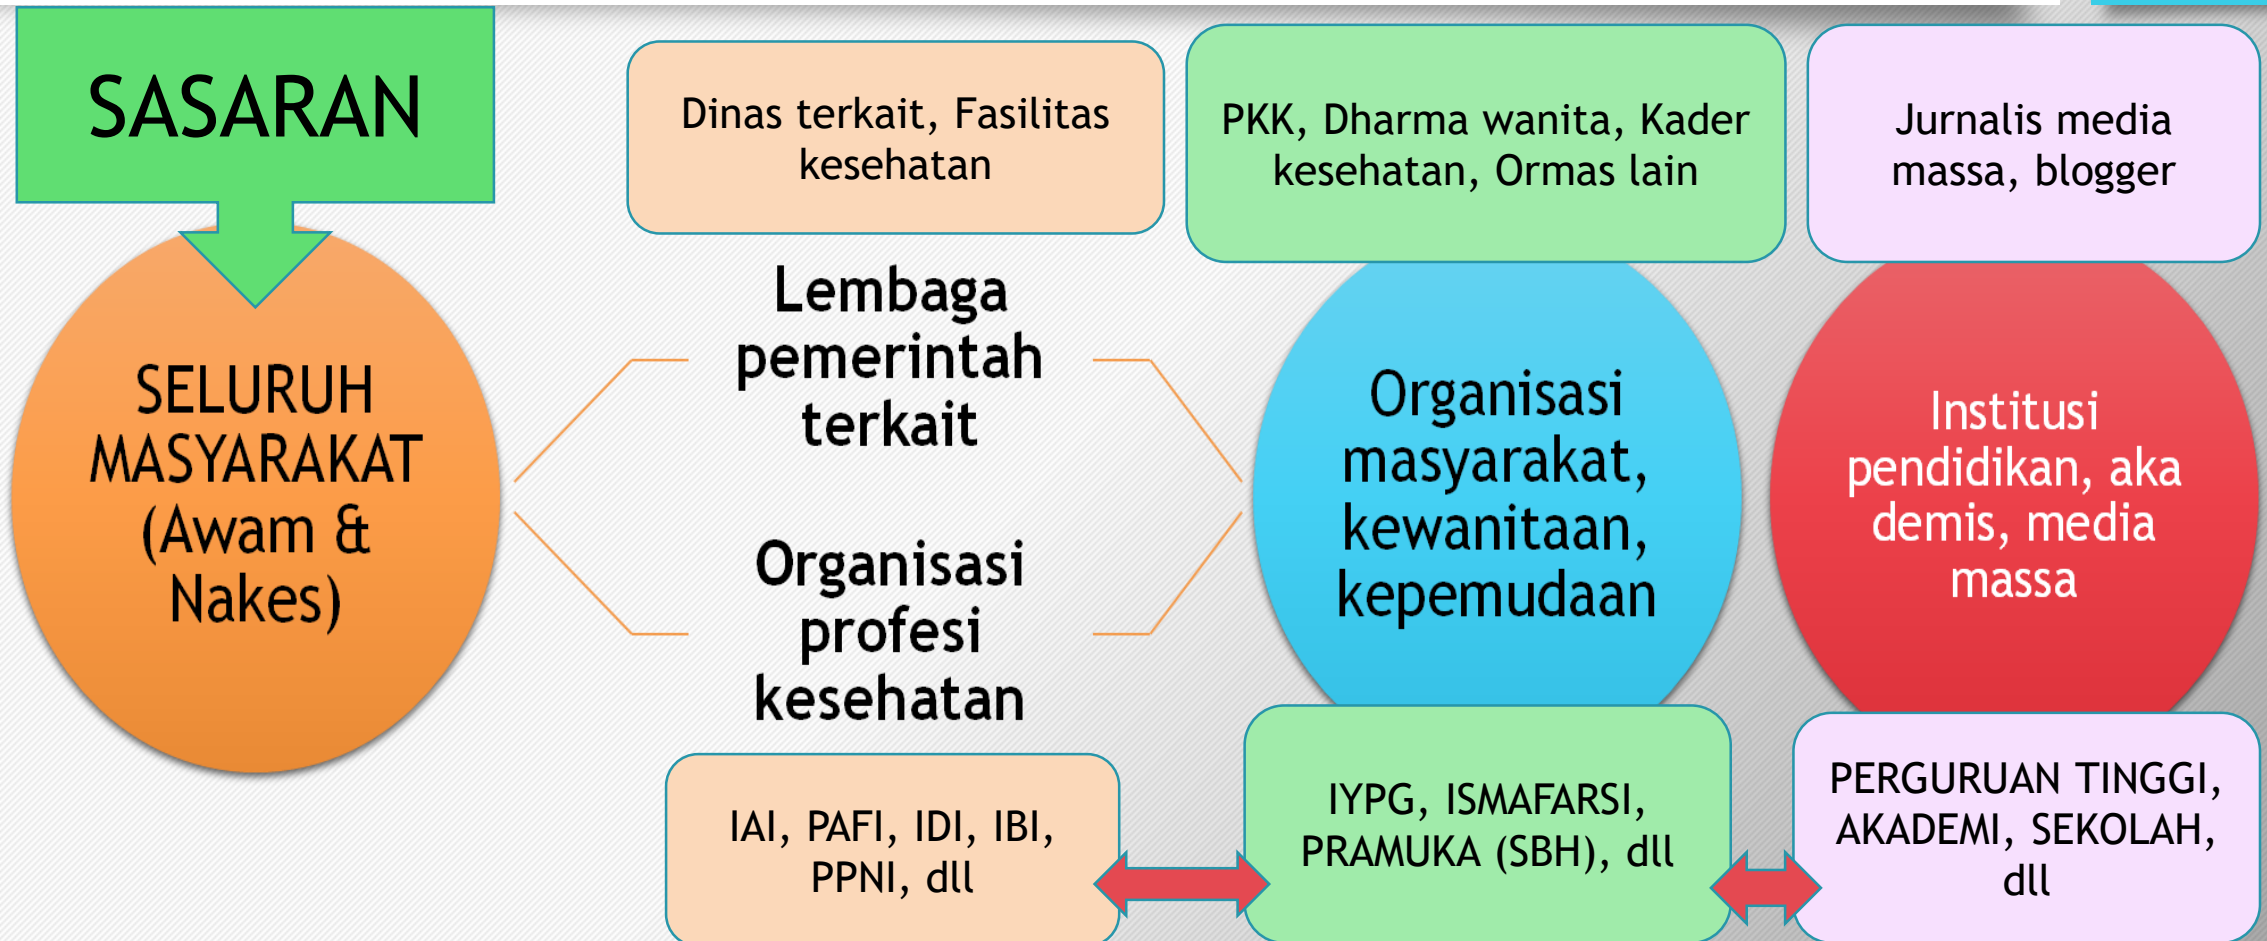 SASARAN
SELURUH
MASYARAKAT
(Awam &
Nakes)
Dinas terkait, Fasilitas
kesehatan
Lembaga
pemerintah
terkait
Organisasi
profesi
kesehatan
IAI, PAFI, IDI, IBI,
PPNI, dll
PKK, Dharma wanita, Kader
kesehatan, Ormas lain
Organisasi
masyarakat,
kewanitaan,
kepemudaan
IYPG, ISMAFARSI,
PRAMUKA (SBH), dll
Jurnalis media
massa, blogger
Institusi
pendidikan, aka
demis, media
massa
PERGURUAN TINGGI,
AKADEMI, SEKOLAH,
dll